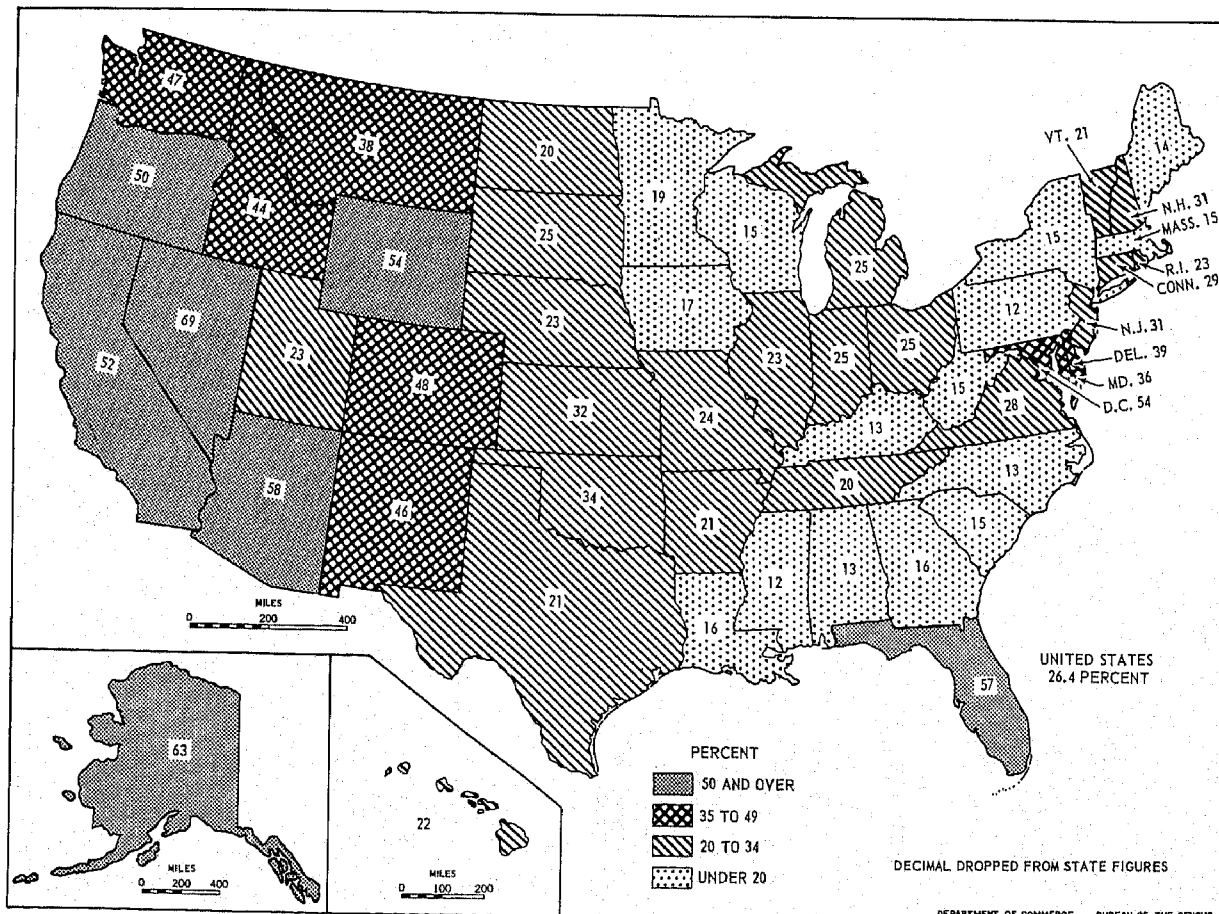 47
38
50
44
54
69
52
23
48
58
46
20
25
23
32
34
21
19
15
17
24
21
16
25
23
25
25
13
20
12
13
16
15
13
28
15
12
15
14
VT. 21
N.H. 31
MASS. 15
R.I. 23
CONN. 29
N.J. 31
DEL. 39
MD. 36
D.C. 54
57
MILES
0 200 400
UNITED STATES
26.4 PERCENT
63
MILES
0 200 400
22
MILES
0 100 200
PERCENT
50 AND OVER
35 TO 49
20 TO 34
UNDER 20
DECIMAL DROPPED FROM STATE FIGURES
DEPARTMENT OF COMMERCE BUREAU OF THE CENSUS